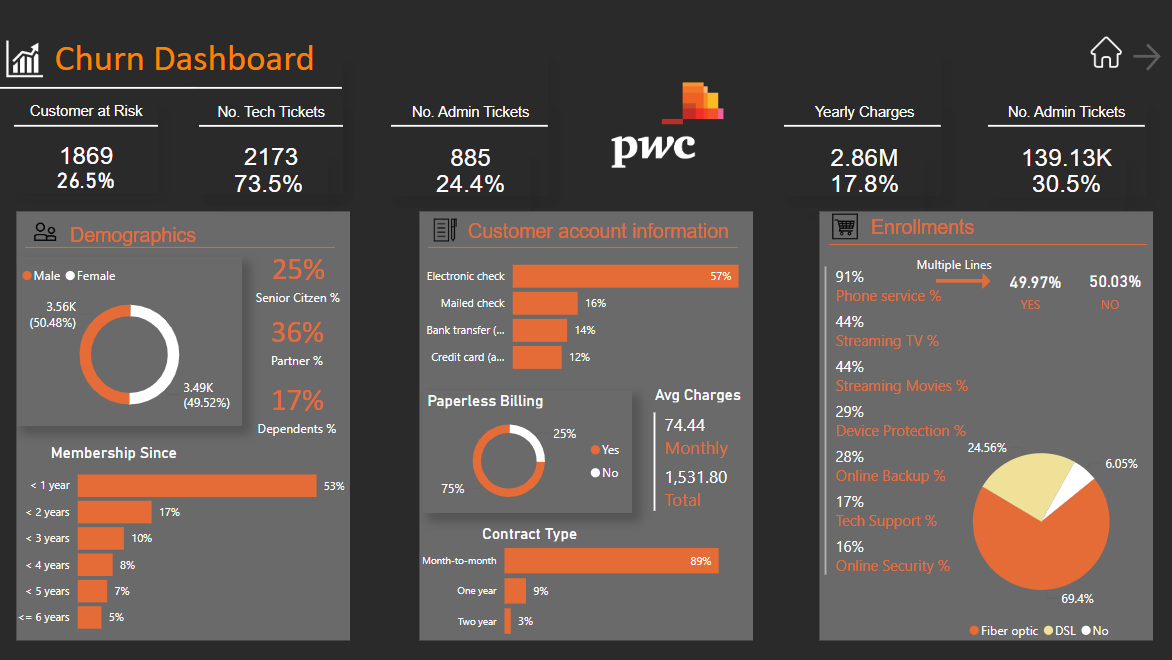 Churn Dashboard
Customer at Risk
1869
26.5%
No. Tech Tickets
2173
73.5%
No. Admin Tickets
885
24.4%
pwc
Yearly Charges
2.86M
17.8%
No. Admin Tickets
139.13K
30.5%
Demographics
Male Female
3.56K
(50.48%)
3.49K
(49.52%)
25%
Senior Citzen %
36%
Partner %
17%
Dependents %
Membership Since
< 1 year 53%
< 2 years 17%
< 3 years 10%
< 4 years 8%
< 5 years 7%
<= 6 years 5%
Customer account information
Electronic check 57%
Mailed check 16%
Bank transfer (... 14%
Credit card (a... 12%
Paperless Billing
25%
75%
Yes
No
Avg Charges
74.44
Monthly
1,531.80
Total
Contract Type
Month-to-month 89%
One year 9%
Two year 3%
Enrollments
Multiple Lines
49.97%
YES
50.03%
NO
91%
Phone service %
44%
Streaming TV %
44%
Streaming Movies %
29%
Device Protection %
28%
Online Backup %
17%
Tech Support %
16%
Online Security %
24.56%
6.05%
69.4%
Fiber optic DSL No